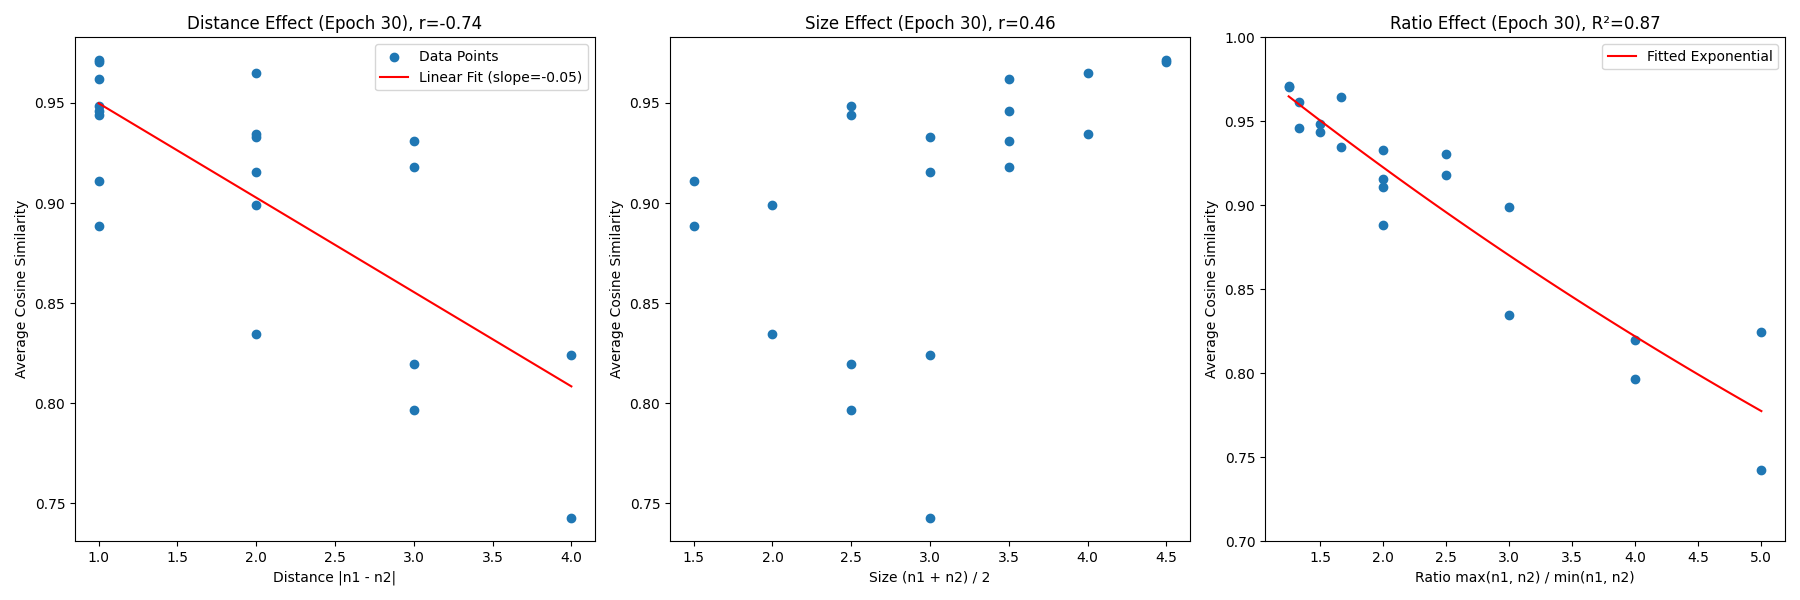 Distance Effect (Epoch 30), r=-0.74
Data Points
Linear Fit (slope=-0.05)
Average Cosine Similarity
0.95
0.90
0.85
0.80
0.75
1.0 1.5 2.0 2.5 3.0 3.5 4.0
Distance |n1 - n2|
Size Effect (Epoch 30), r=0.46
Average Cosine Similarity
0.95
0.90
0.85
0.80
0.75
1.5 2.0 2.5 3.0 3.5 4.0 4.5
Size (n1 + n2) / 2
Ratio Effect (Epoch 30), R²=0.87
Fitted Exponential
Average Cosine Similarity
1.00
0.95
0.90
0.85
0.80
0.75
0.70
1.5 2.0 2.5 3.0 3.5 4.0 4.5 5.0
Ratio max(n1, n2) / min(n1, n2)